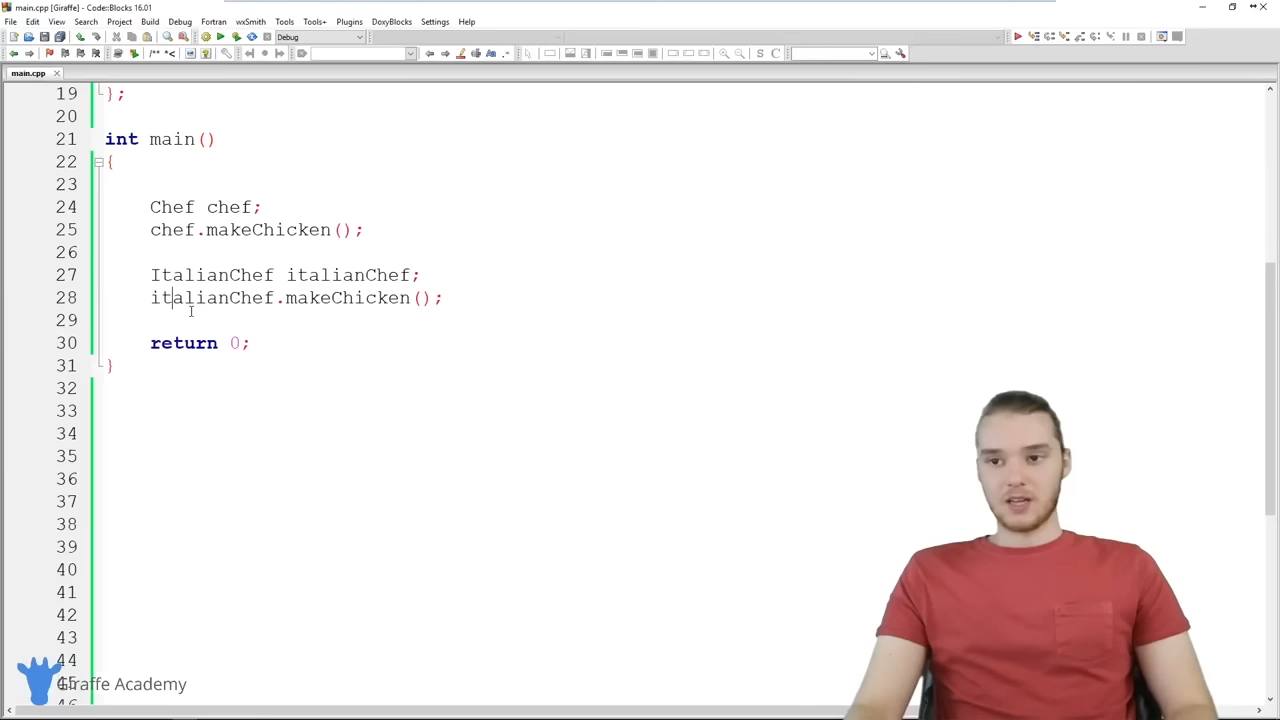 main.cpp [Giraffe] - Code::Blocks 16.01
File Edit View Search Project Build Debug Fortran wxSmith Tools Tools+ Plugins DoxyBlocks Settings Help
Debug
main.cpp
19 };
20
21 int main()
22 {
23
24 Chef chef;
25 chef.makeChicken();
26
27 ItalianChef italianChef;
28 italianChef.makeChicken();
29
30 return 0;
31 }
32
33
34
35
36
37
38
39
40
41
42
43
44
45
Giraffe Academy